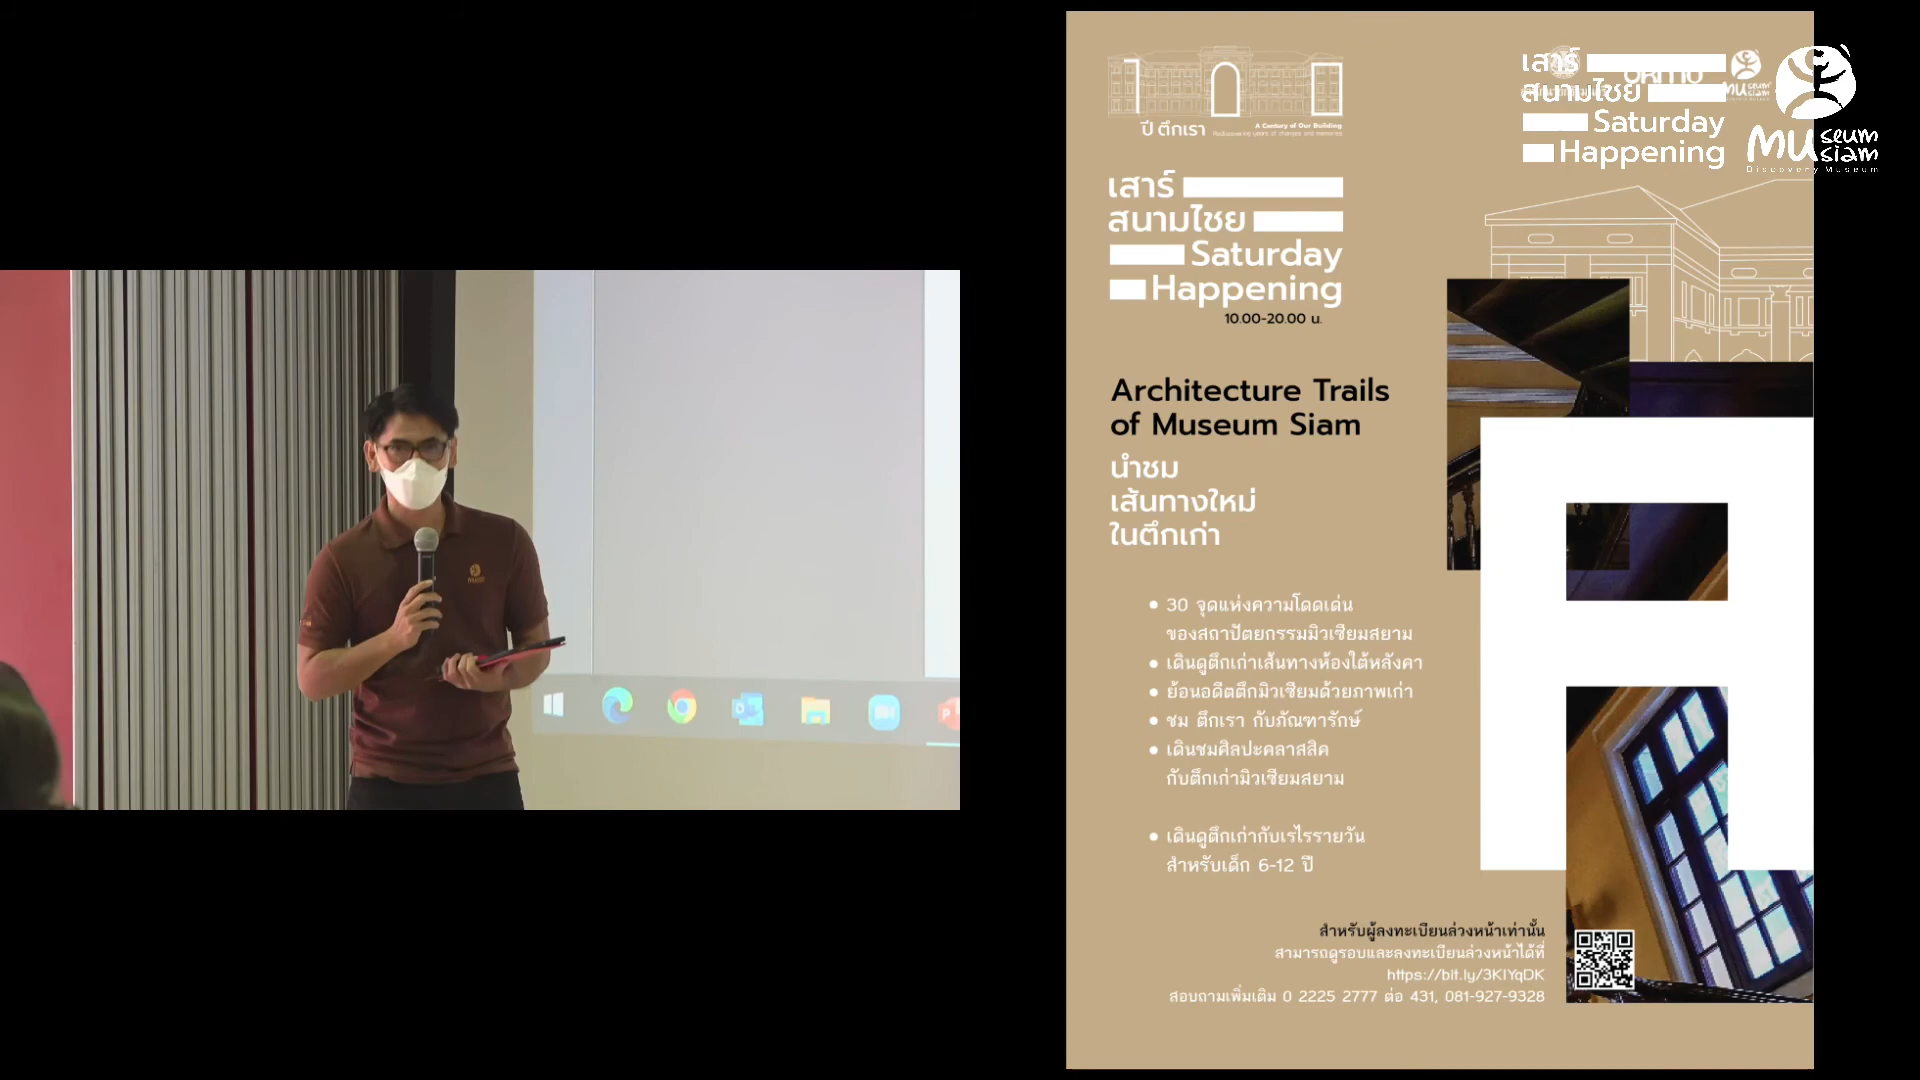 ปี ตึกเรา
A Century of Our Building
Rediscovering years of changes and memories
เสาร์
สนามไชย
Saturday
Happening
10.00-20.00 น.
Architecture Trails
of Museum Siam
นำชม
เส้นทางใหม่
ในตึกเก่า
● 30 จุดแห่งความโดดเด่น
ของสถาปัตยกรรมมิวเซียมสยาม
● เดินดูตึกเก่าเส้นทางห้องใต้หลังคา
● ย้อนอดีตตึกมิวเซียมด้วยภาพเก่า
● ชม ตึกเรา กับภัณฑารักษ์
● เดินชมศิลปะคลาสสิค
กับตึกเก่ามิวเซียมสยาม
● เดินดูตึกเก่ากับเรไรรายวัน
สำหรับเด็ก 6-12 ปี
สำหรับผู้ลงทะเบียนล่วงหน้าเท่านั้น
สามารถดูรอบและลงทะเบียนล่วงหน้าได้ที่
https://bit.ly/3KIYqDK
สอบถามเพิ่มเติม 0 2225 2777 ต่อ 431, 081-927-9328
เสาร์
สนามไชย
Saturday
Happening
Museum
Siam
Discovery Museum